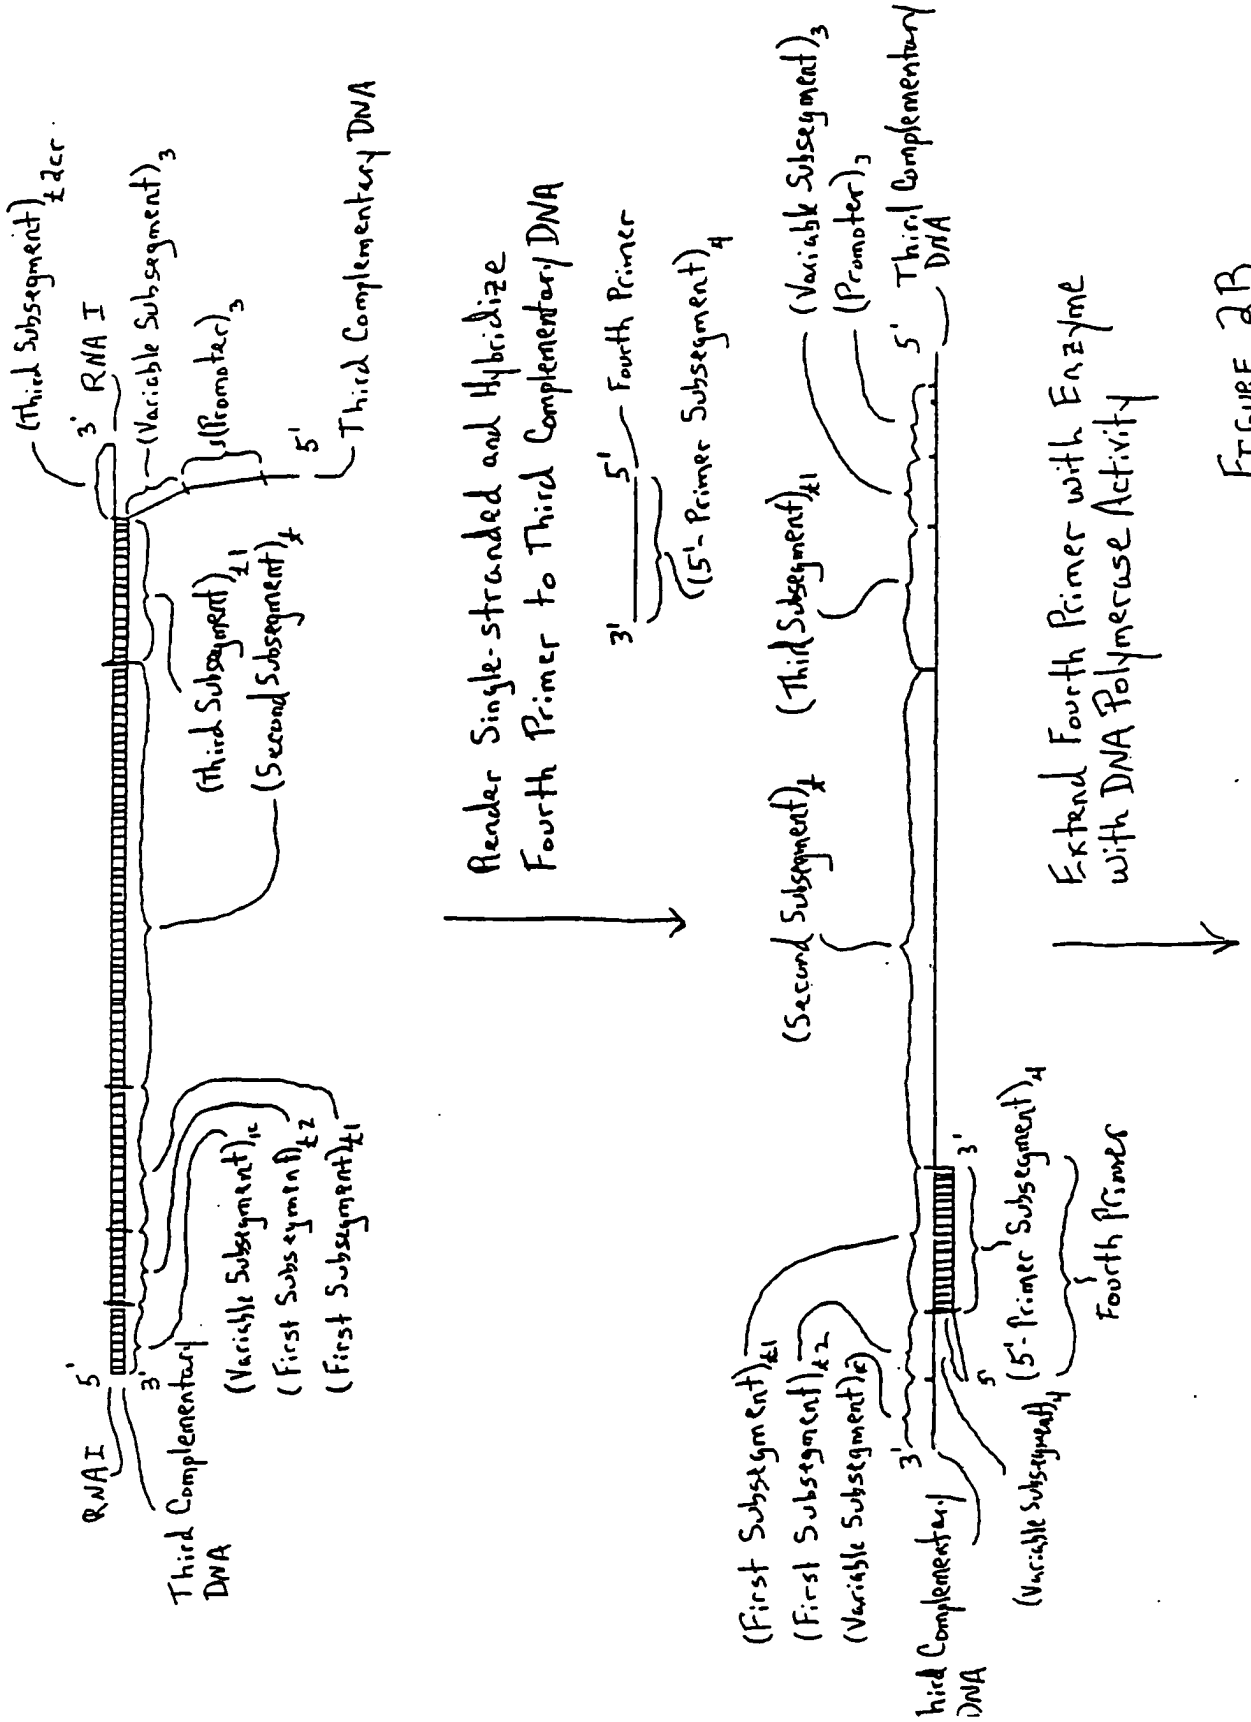 (Third Subsegment)t2cr.
3' RNA I
(Variable Subsegment)3
(Promoter)3
5'
Third Complementary DNA
RNA I
5'
3'
Third Complementary
DNA
(Variable Subsegment)
(First Subsegment)t2
(First Subsegment)t1
(Third Subsegment)t1
(Second Subsegment)t
Render Single-stranded and Hybridize
Fourth Primer to Third Complementary DNA
3' 5' Fourth Primer
(5'-Primer Subsegment)4
(First Subsegment)t1
(First Subsegment)t2
(Variable Subsegment)
3'
hird Complementary
DNA
(Second Subsegment)t
(Third Subsegment)t1
(Variable Subsegment)3
(Promoter)3
5'
Third Complementary
DNA
(Variable Subsegment)4
5'
3'
(5'-Primer Subsegment)4
Fourth Primer
Extend Fourth Primer with Enzyme
with DNA Polymerase Activity
FIGURE 2B